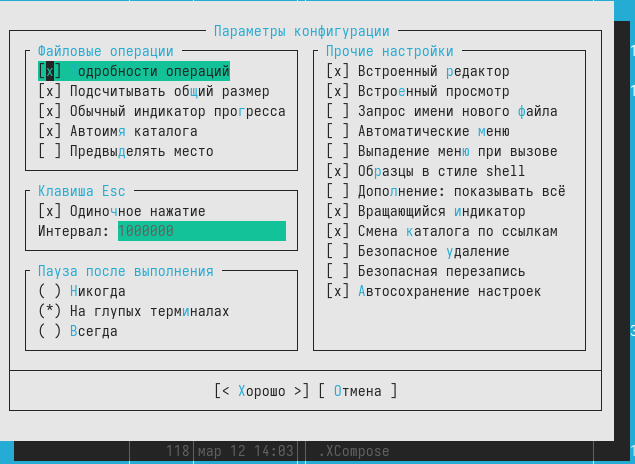 Параметры конфигурации
Файловые операции
[x]  одробности операций
[x] Подсчитывать общий размер
[x] Обычный индикатор прогресса
[x] Автоимя каталога
[ ] Предвыделять место
Клавиша Esc
[x] Одиночное нажатие
Интервал: 1000000
Пауза после выполнения
( ) Никогда
(*) На глупых терминалах
( ) Всегда
Прочие настройки
[x] Встроенный редактор
[x] Встроенный просмотр
[ ] Запрос имени нового файла
[ ] Автоматические меню
[ ] Выпадение меню при вызове
[x] Образцы в стиле shell
[ ] Дополнение: показывать всё
[x] Вращающийся индикатор
[x] Смена каталога по ссылкам
[ ] Безопасное удаление
[ ] Безопасная перезапись
[x] Автосохранение настроек
[< Хорошо >] [ Отмена ]
118 мар 12 14:03 .XCompose